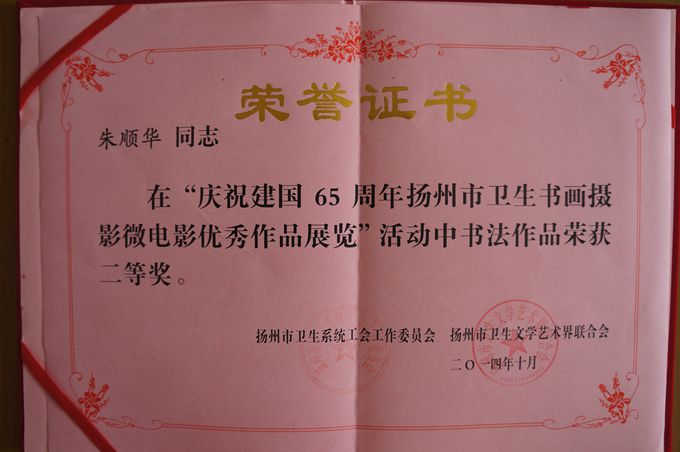 荣誉证书
朱顺华 同志
在“庆祝建国 65 周年扬州市卫生书画摄
影微电影优秀作品展览”活动中书法作品荣获
二等奖。
扬州市卫生系统工会工作委员会 扬州市卫生文学艺术界联合会
二〇一四年十月